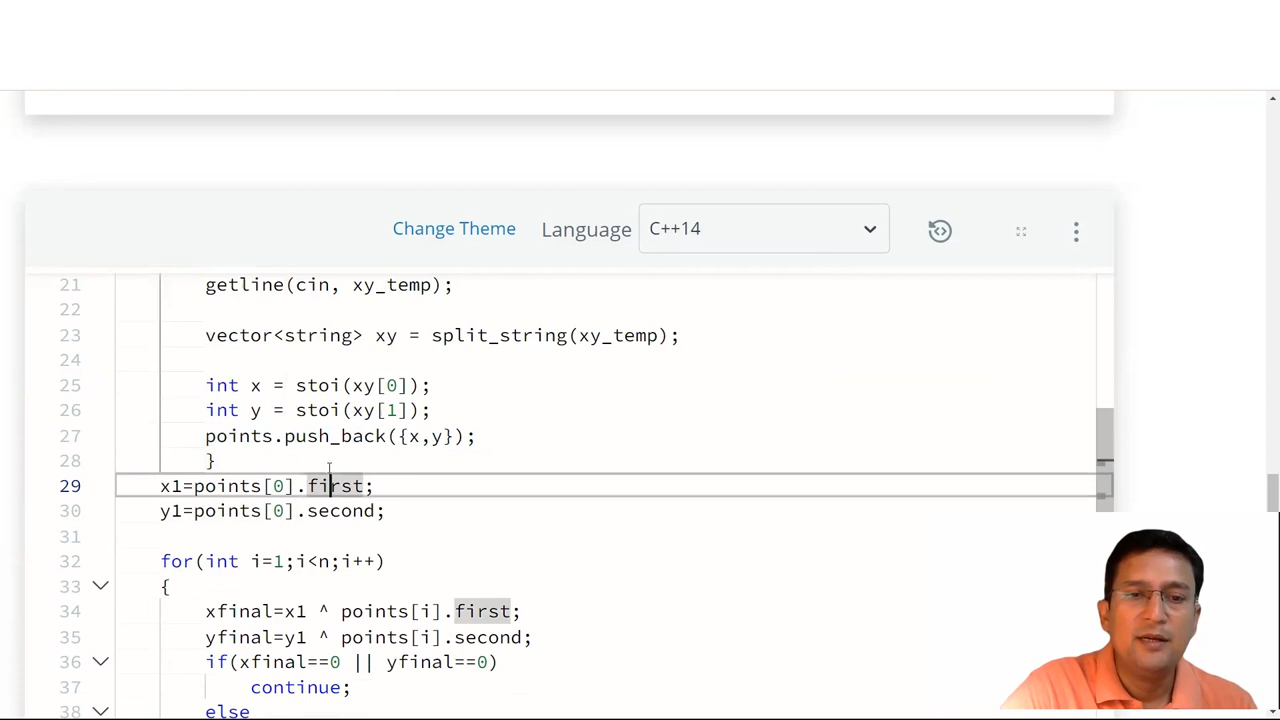 Change Theme Language C++14
21 getline(cin, xy_temp);
22
23 vector<string> xy = split_string(xy_temp);
24
25 int x = stoi(xy[0]);
26 int y = stoi(xy[1]);
27 points.push_back({x,y});
28 }
29 x1=points[0].first;
30 y1=points[0].second;
31
32 for(int i=1;i<n;i++)
33 {
34 xfinal=x1 ^ points[i].first;
35 yfinal=y1 ^ points[i].second;
36 if(xfinal==0 || yfinal==0)
37 continue;
38 else